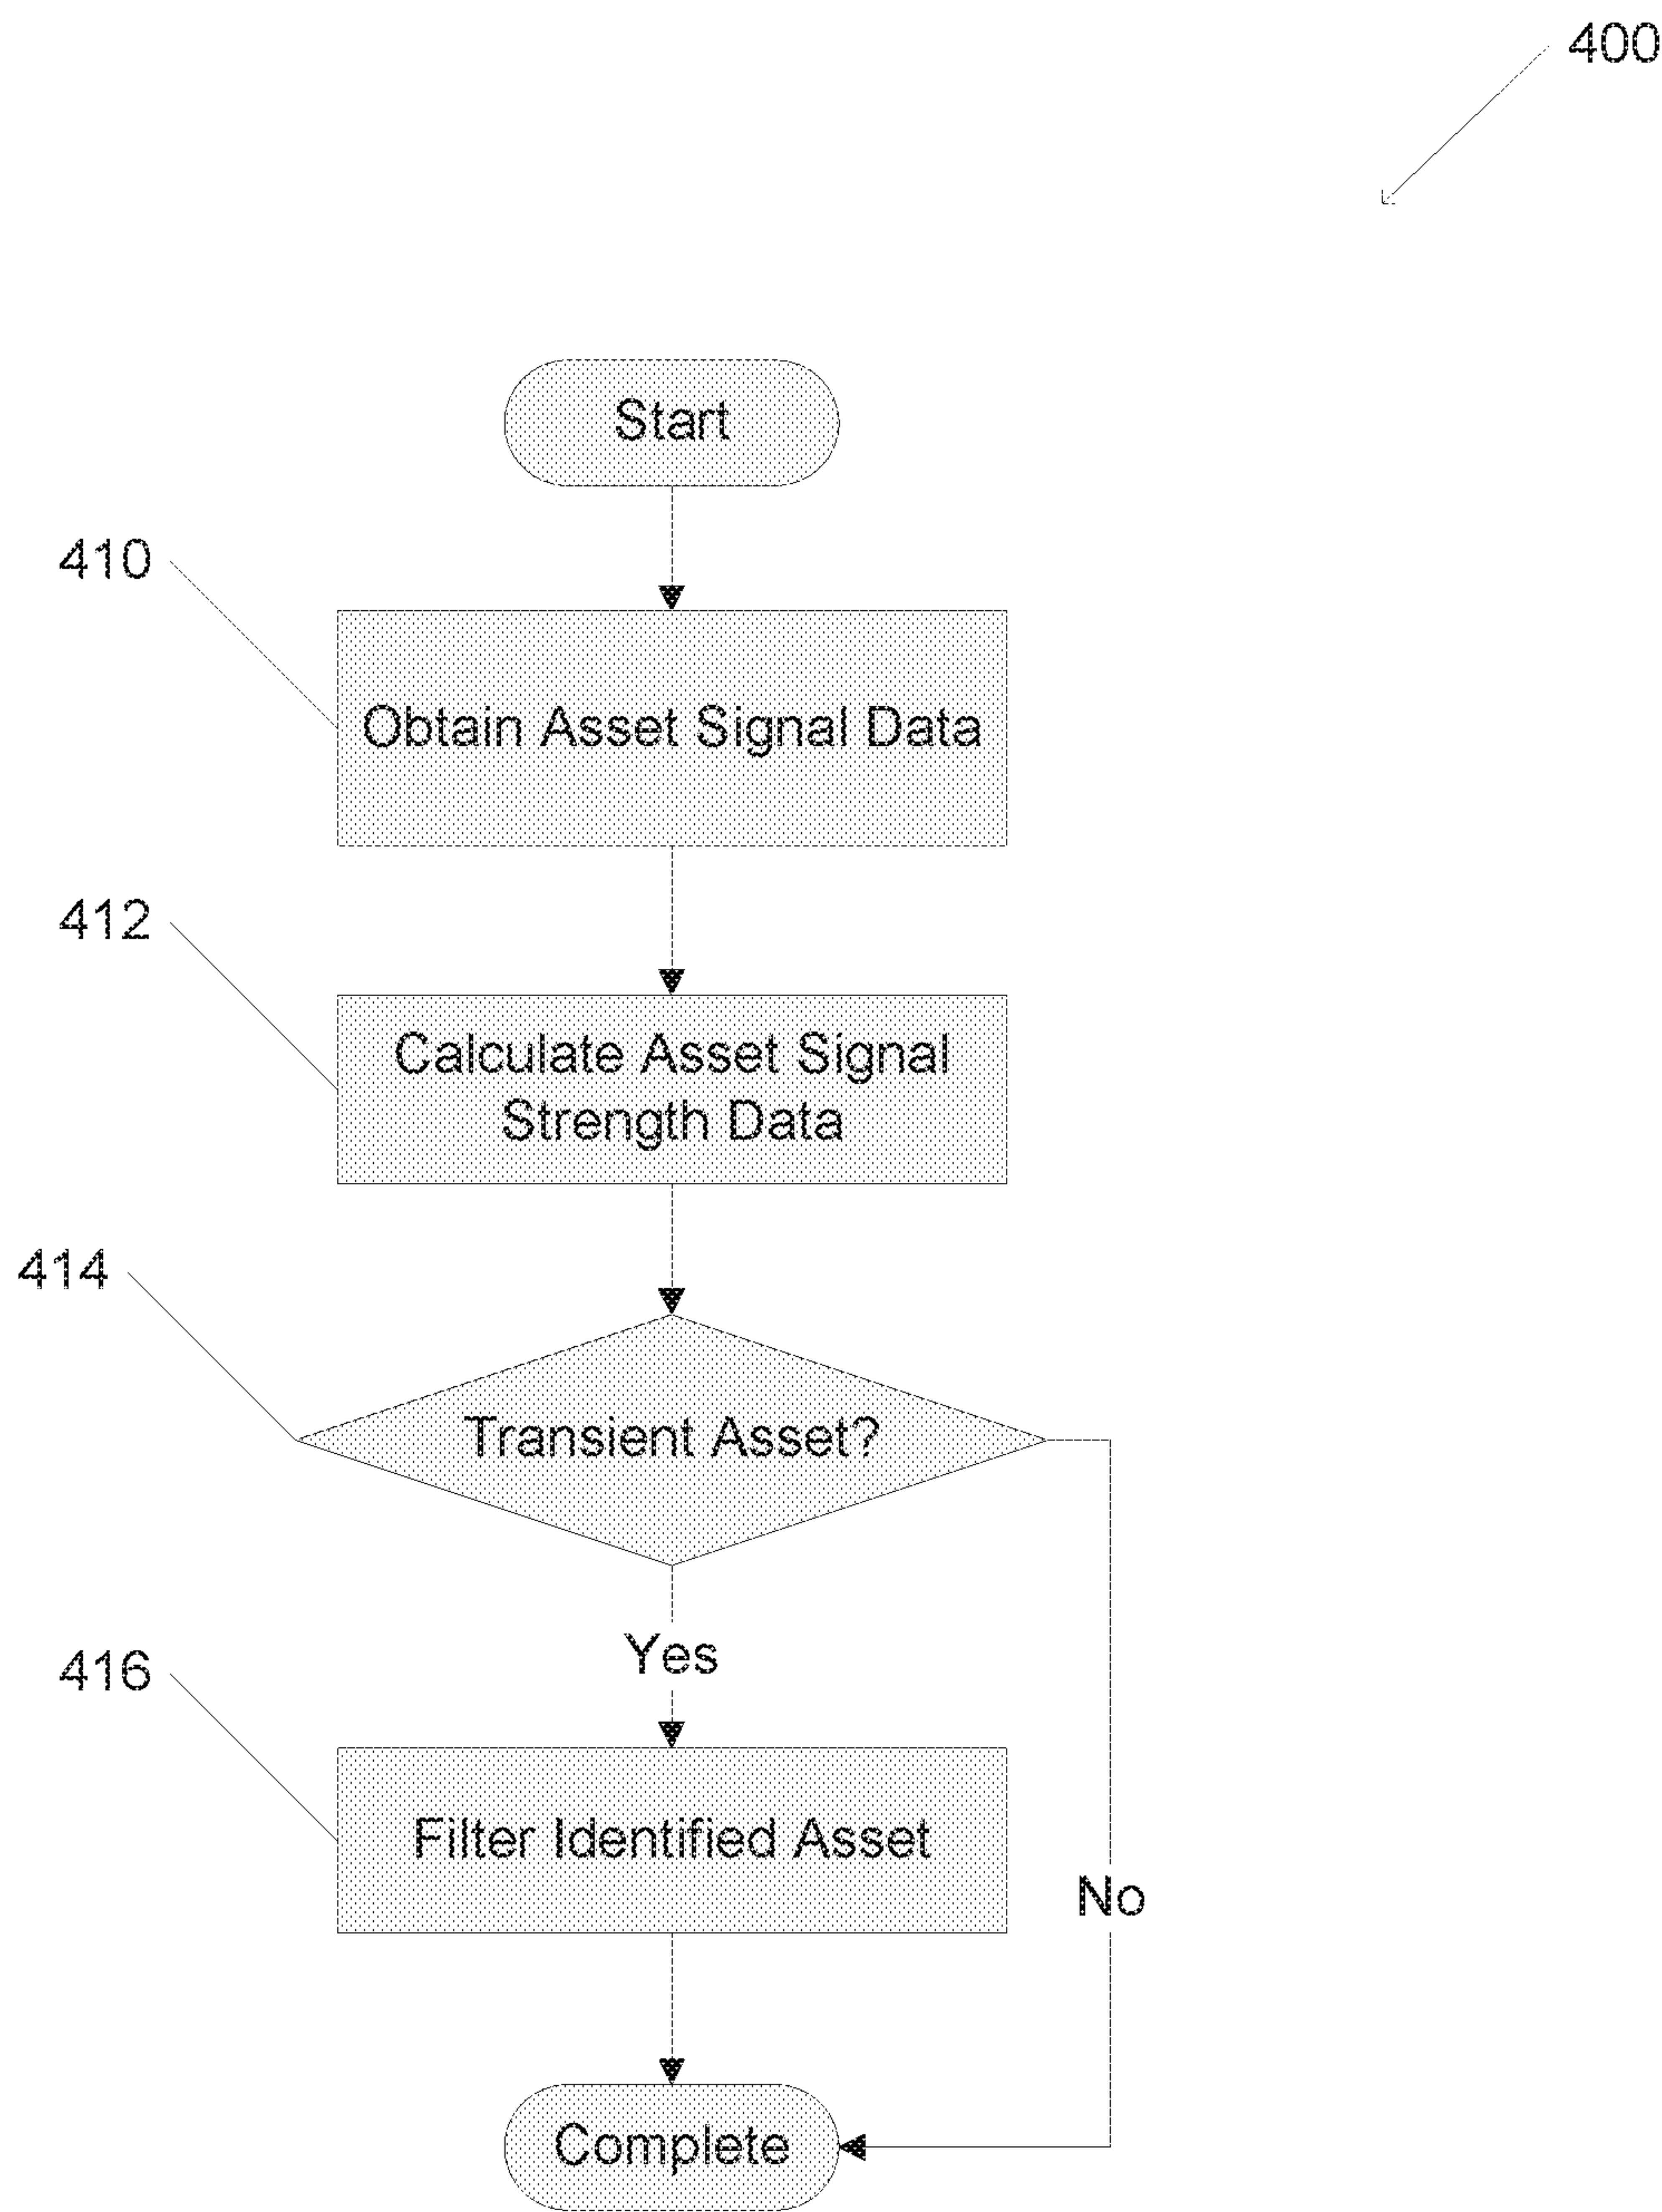 400
Start
410
Obtain Asset Signal Data
412
Calculate Asset Signal
Strength Data
414
Transient Asset?
Yes
416
Filter Identified Asset
No
Complete